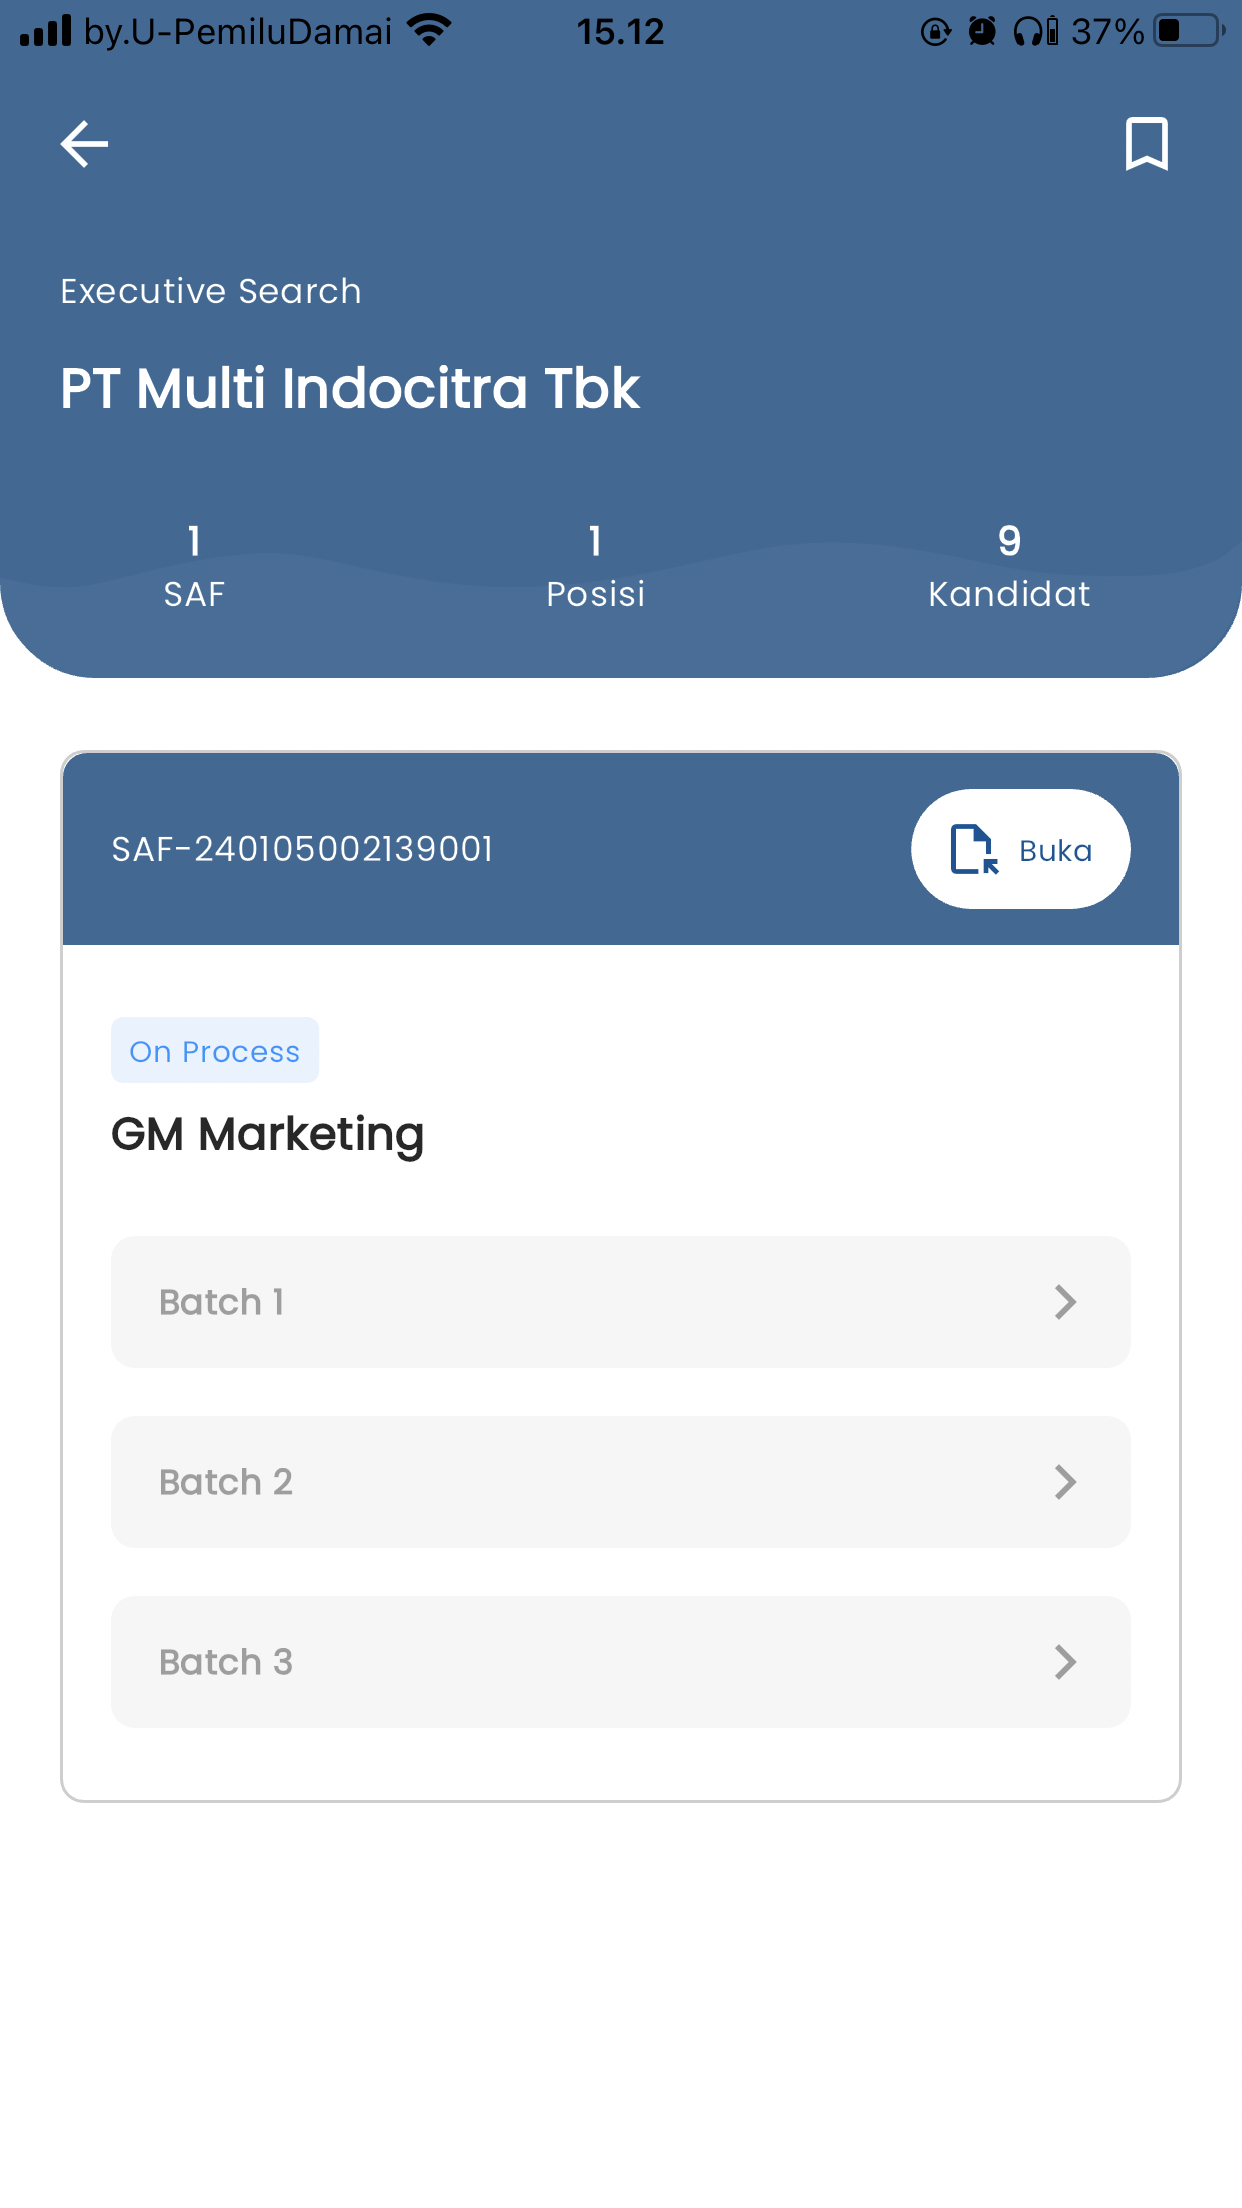 by.U-PemiluDamai 15.12 37%
Executive Search
PT Multi Indocitra Tbk
1 1 9
SAF Posisi Kandidat
SAF-240105002139001 Buka
On Process
GM Marketing
Batch 1
Batch 2
Batch 3